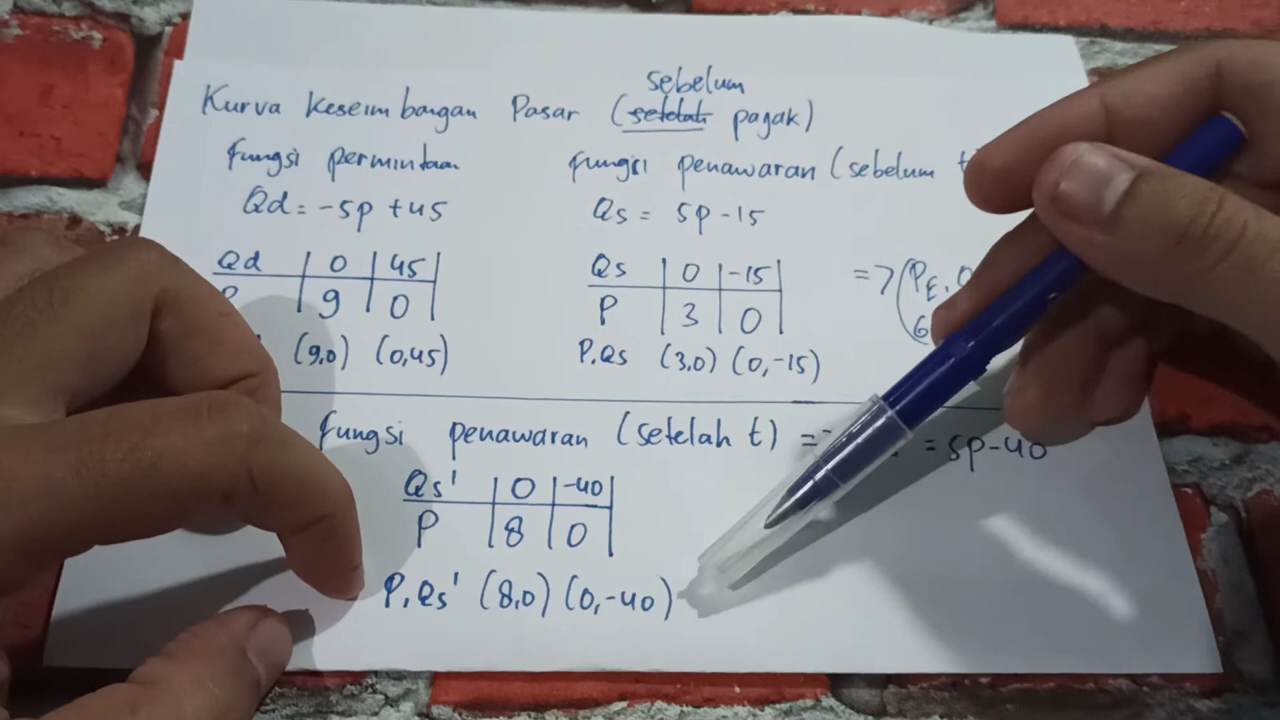 sebelum
Kurva Keseimbangan Pasar (setelah pajak)
fungsi permintaan
fungsi penawaran (sebelum t
Qd = -5p + 45
Qs = 5p - 15
Qd | 0 | 45 |
P | 9 | 0 |
(9,0) (0,45)
Qs | 0 | -15 |
P | 3 | 0 |
P,Qs (3,0) (0,-15)
=> (PE, Q
6
fungsi penawaran (setelah t) => = 5p - 40
Qs' | 0 | -40 |
P | 8 | 0 |
P,Qs' (8,0) (0,-40)